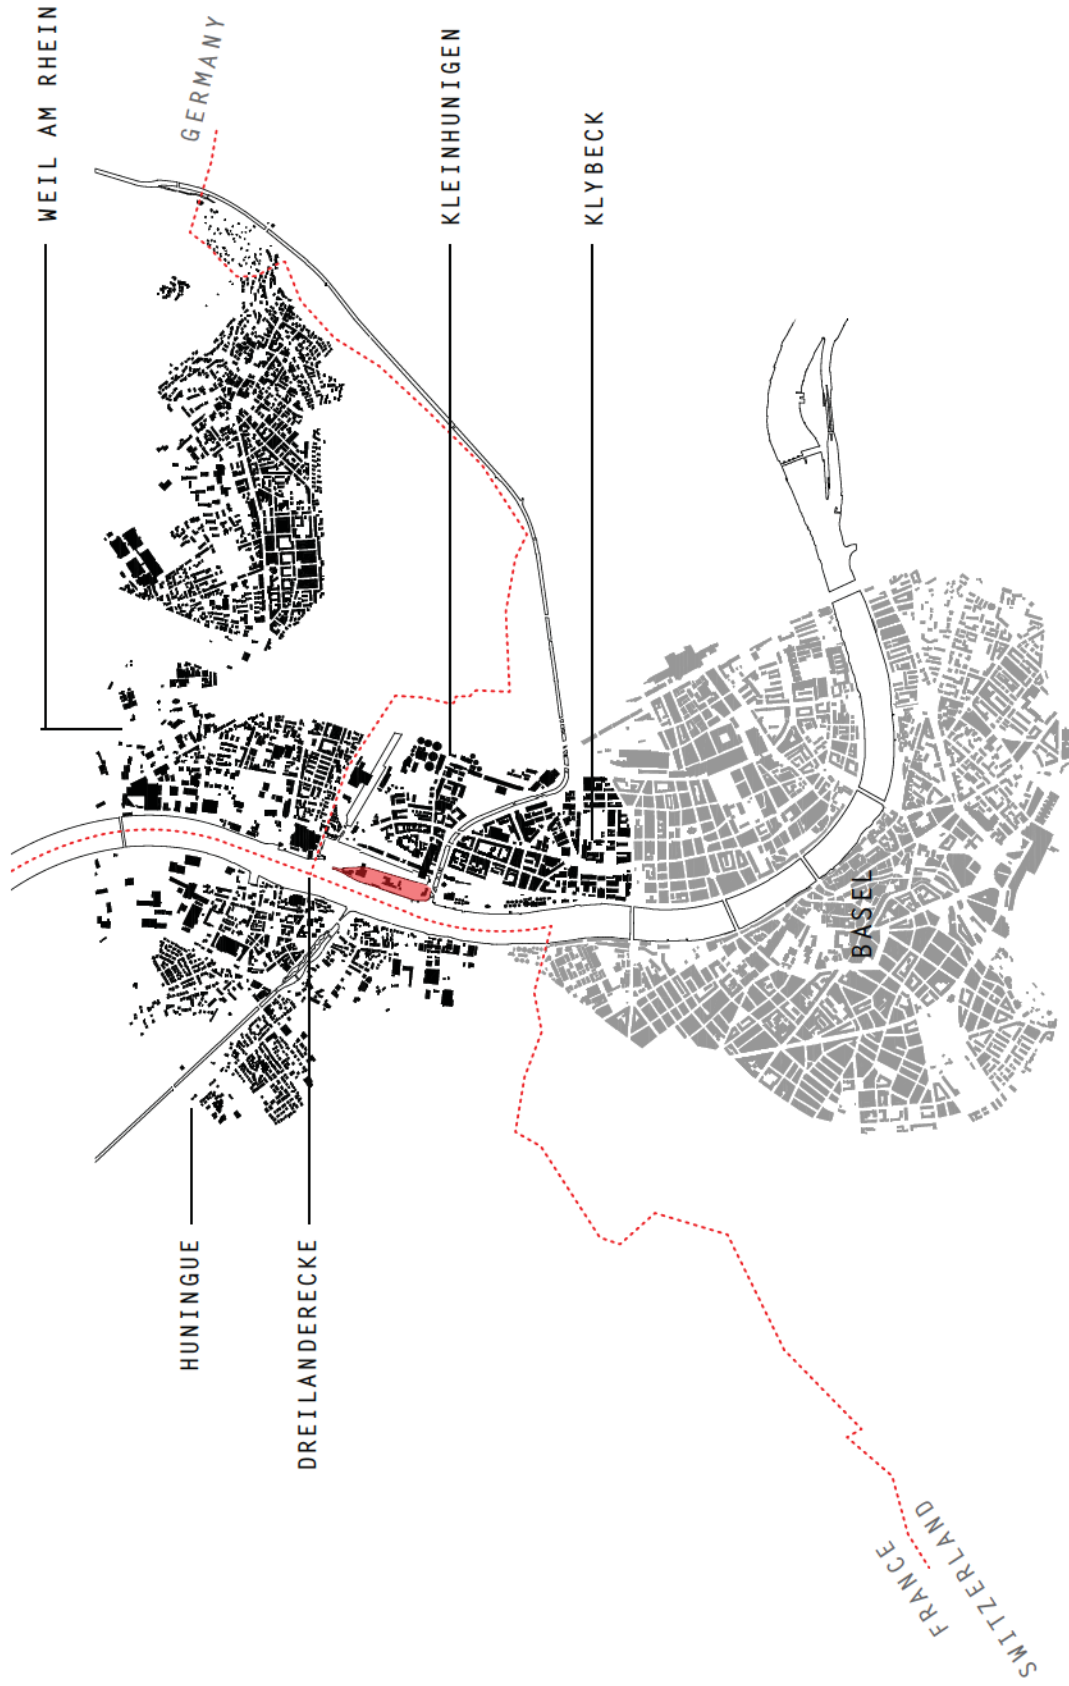 WEIL AM RHEIN
GERMANY
KLEINHUNIGEN
KLYBECK
BASEL
HUNINGUE
DREILANDERECKE
FRANCE
SWITZERLAND